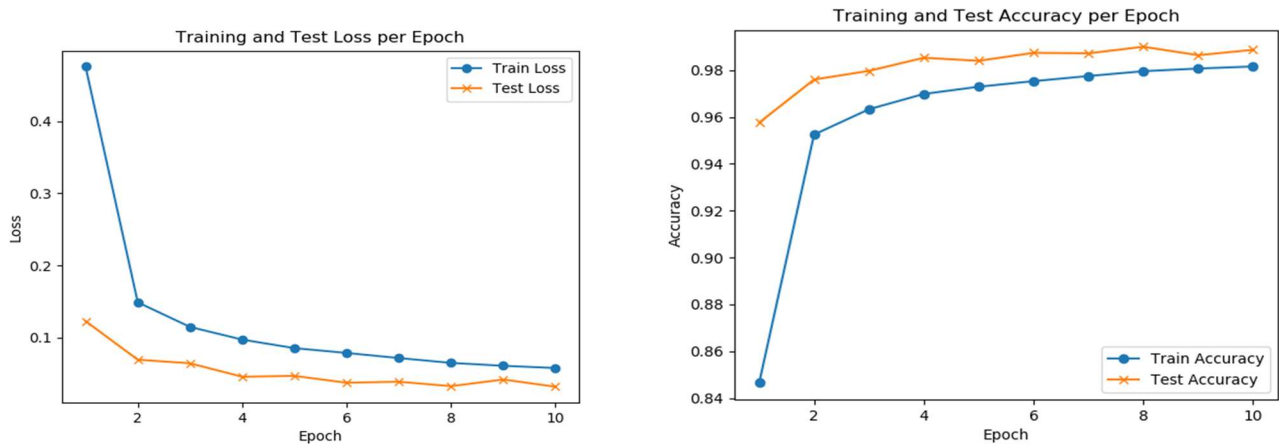 Training and Test Loss per Epoch
Train Loss
Test Loss
0.4
0.3
0.2
0.1
Loss
2
4
6
8
10
Epoch
Training and Test Accuracy per Epoch
0.98
0.96
0.94
0.92
0.90
0.88
0.86
0.84
Accuracy
Train Accuracy
Test Accuracy
2
4
6
8
10
Epoch